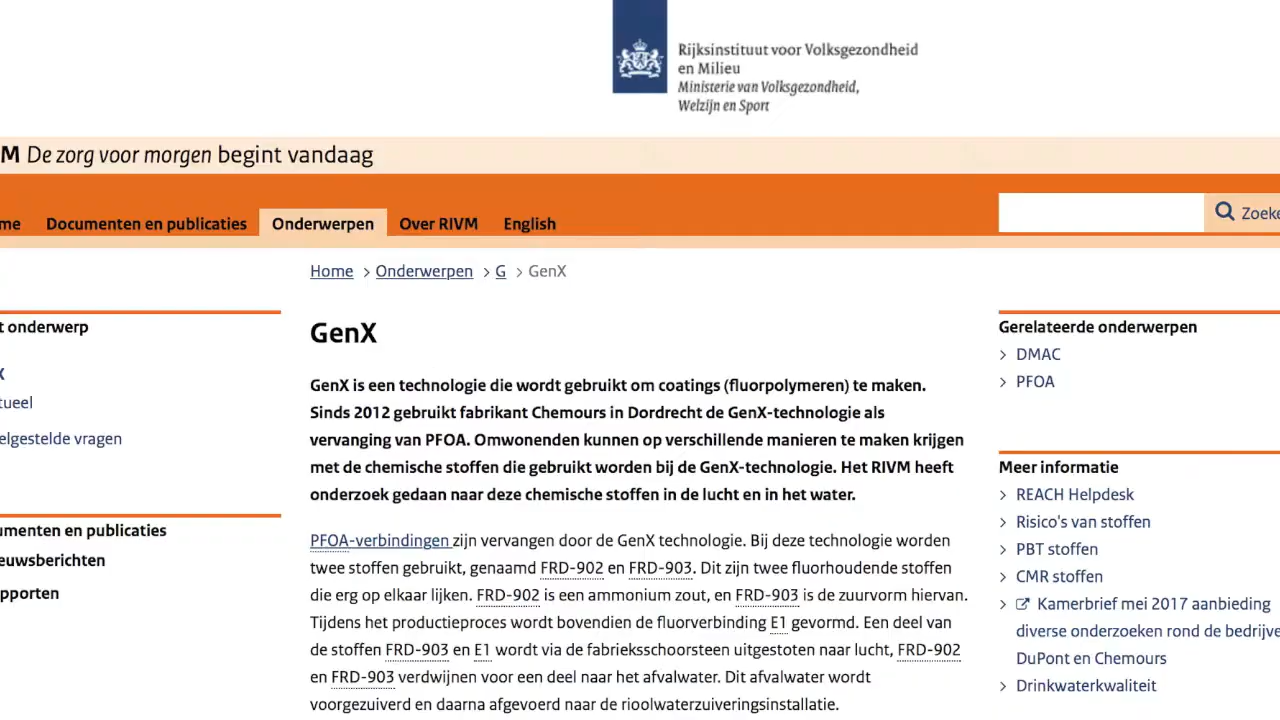 Rijksinstituut voor Volksgezondheid
en Milieu
Ministerie van Volksgezondheid,
Welzijn en Sport
M De zorg voor morgen begint vandaag
me Documenten en publicaties Onderwerpen Over RIVM English
Zoeke
Home > Onderwerpen > G > GenX
t onderwerp
X
tueel
elgestelde vragen
umenten en publicaties
euwsberichten
pporten
GenX
GenX is een technologie die wordt gebruikt om coatings (fluorpolymeren) te maken.
Sinds 2012 gebruikt fabrikant Chemours in Dordrecht de GenX-technologie als
vervanging van PFOA. Omwonenden kunnen op verschillende manieren te maken krijgen
met de chemische stoffen die gebruikt worden bij de GenX-technologie. Het RIVM heeft
onderzoek gedaan naar deze chemische stoffen in de lucht en in het water.
PFOA-verbindingen zijn vervangen door de GenX technologie. Bij deze technologie worden
twee stoffen gebruikt, genaamd FRD-902 en FRD-903. Dit zijn twee fluorhoudende stoffen
die erg op elkaar lijken. FRD-902 is een ammonium zout, en FRD-903 is de zuurvorm hiervan.
Tijdens het productieproces wordt bovendien de fluorverbinding E1 gevormd. Een deel van
de stoffen FRD-903 en E1 wordt via de fabrieksschoorsteen uitgestoten naar lucht, FRD-902
en FRD-903 verdwijnen voor een deel naar het afvalwater. Dit afvalwater wordt
voorgezuiverd en daarna afgevoerd naar de rioolwaterzuiveringsinstallatie.
Gerelateerde onderwerpen
> DMAC
> PFOA
Meer informatie
> REACH Helpdesk
> Risico's van stoffen
> PBT stoffen
> CMR stoffen
> Kamerbrief mei 2017 aanbieding
diverse onderzoeken rond de bedrijve
DuPont en Chemours
> Drinkwaterkwaliteit